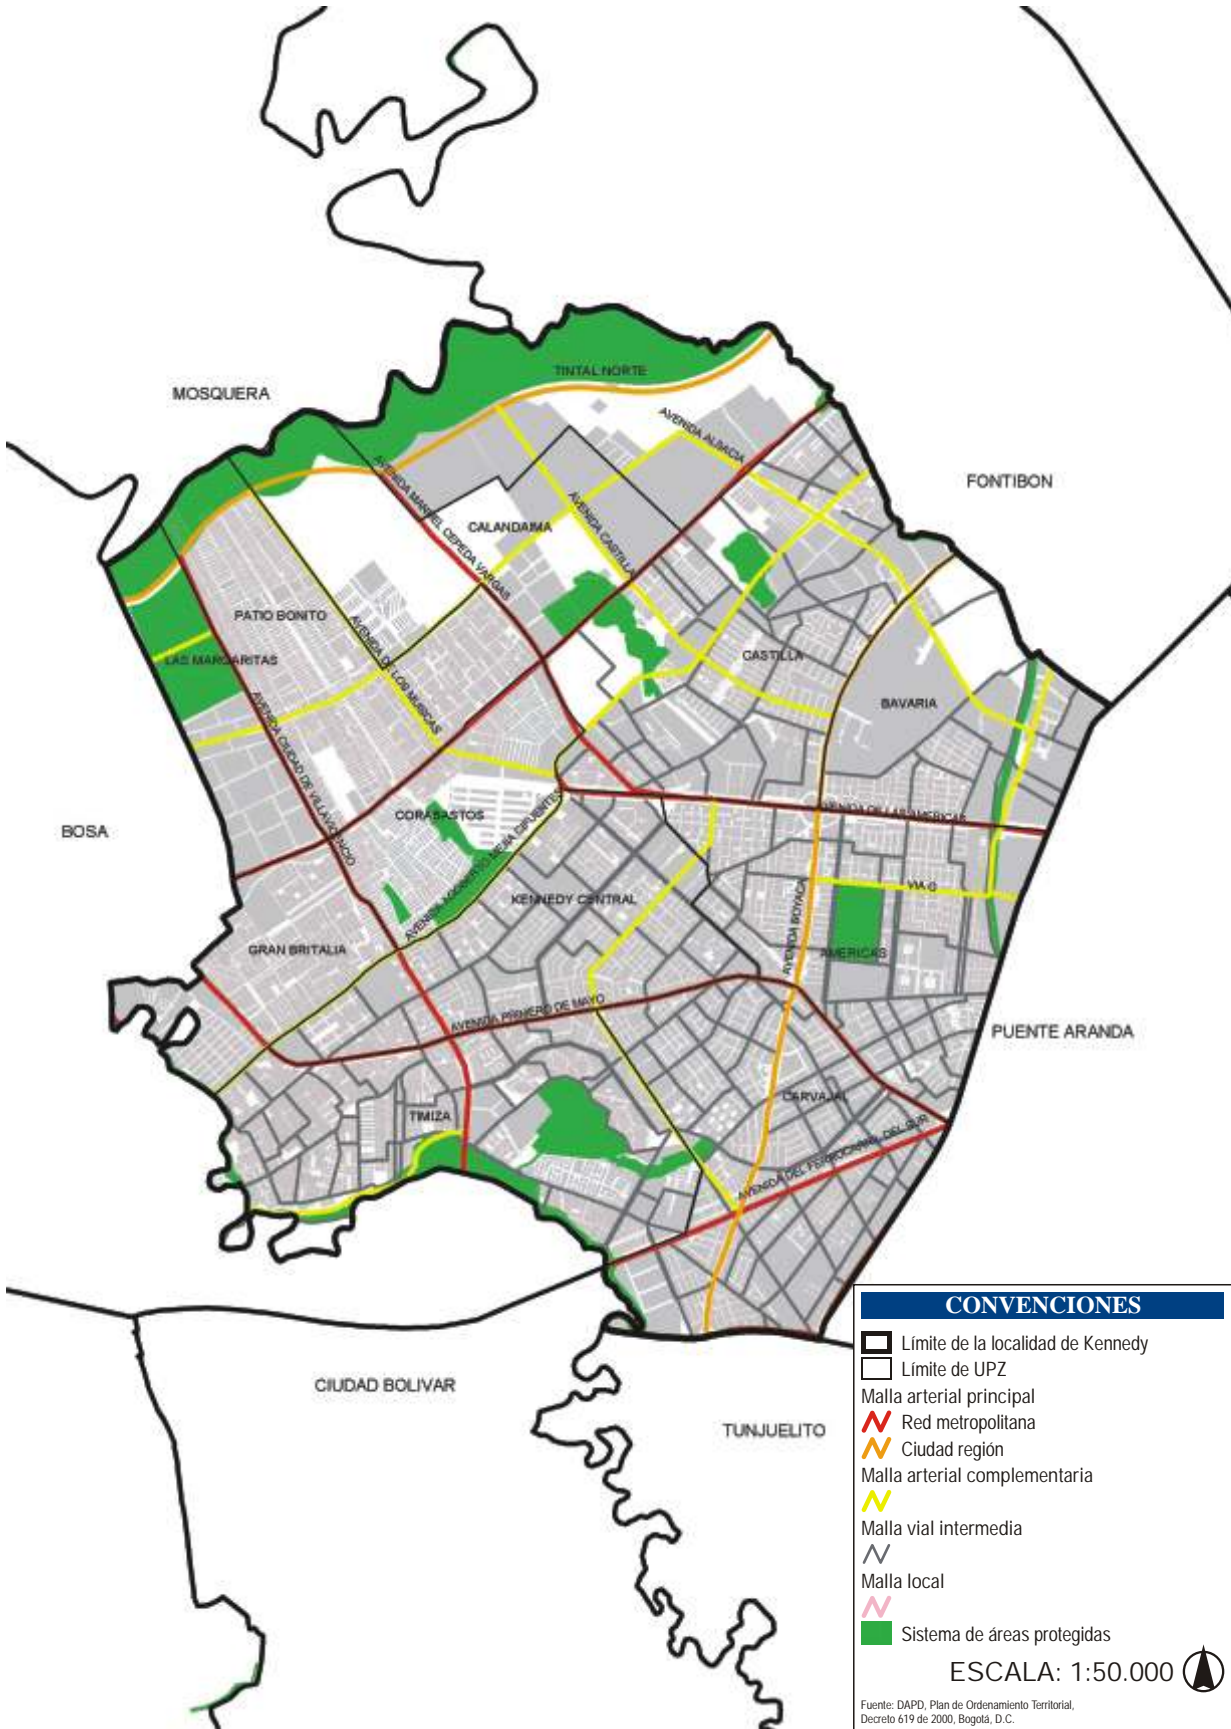 TINTAL NORTE
MOSQUERA
AVENIDA ALSACIA
FONTIBON
AVENIDA MANUEL CEPEDA VARGAS
CALANDAIMA
AVENIDA CASTILLA
PATIO BONITO
AVENIDA DE LOS MUISCAS
LAS MARGARITAS
CASTILLA
BAVARIA
AVENIDA CIUDAD DE VILLAVICENCIO
AVENIDA DE LAS AMERICAS
CORABASTOS
BOSA
KENNEDY CENTRAL
VIA
AVENIDA BOYACA
GRAN BRITALIA
AMERICAS
AVENIDA PRIMERO DE MAYO
PUENTE ARANDA
CARVAJAL
TIMIZA
AVENIDA DEL FERROCARRIL DEL SUR
CIUDAD BOLIVAR
TUNJUELITO
CONVENCIONES
Límite de la localidad de Kennedy
Límite de UPZ
Malla arterial principal
Red metropolitana
Ciudad región
Malla arterial complementaria
Malla vial intermedia
Malla local
Sistema de áreas protegidas
ESCALA: 1:50.000
Fuente: DAPD, Plan de Ordenamiento Territorial,
Decreto 619 de 2000, Bogotá, D.C.